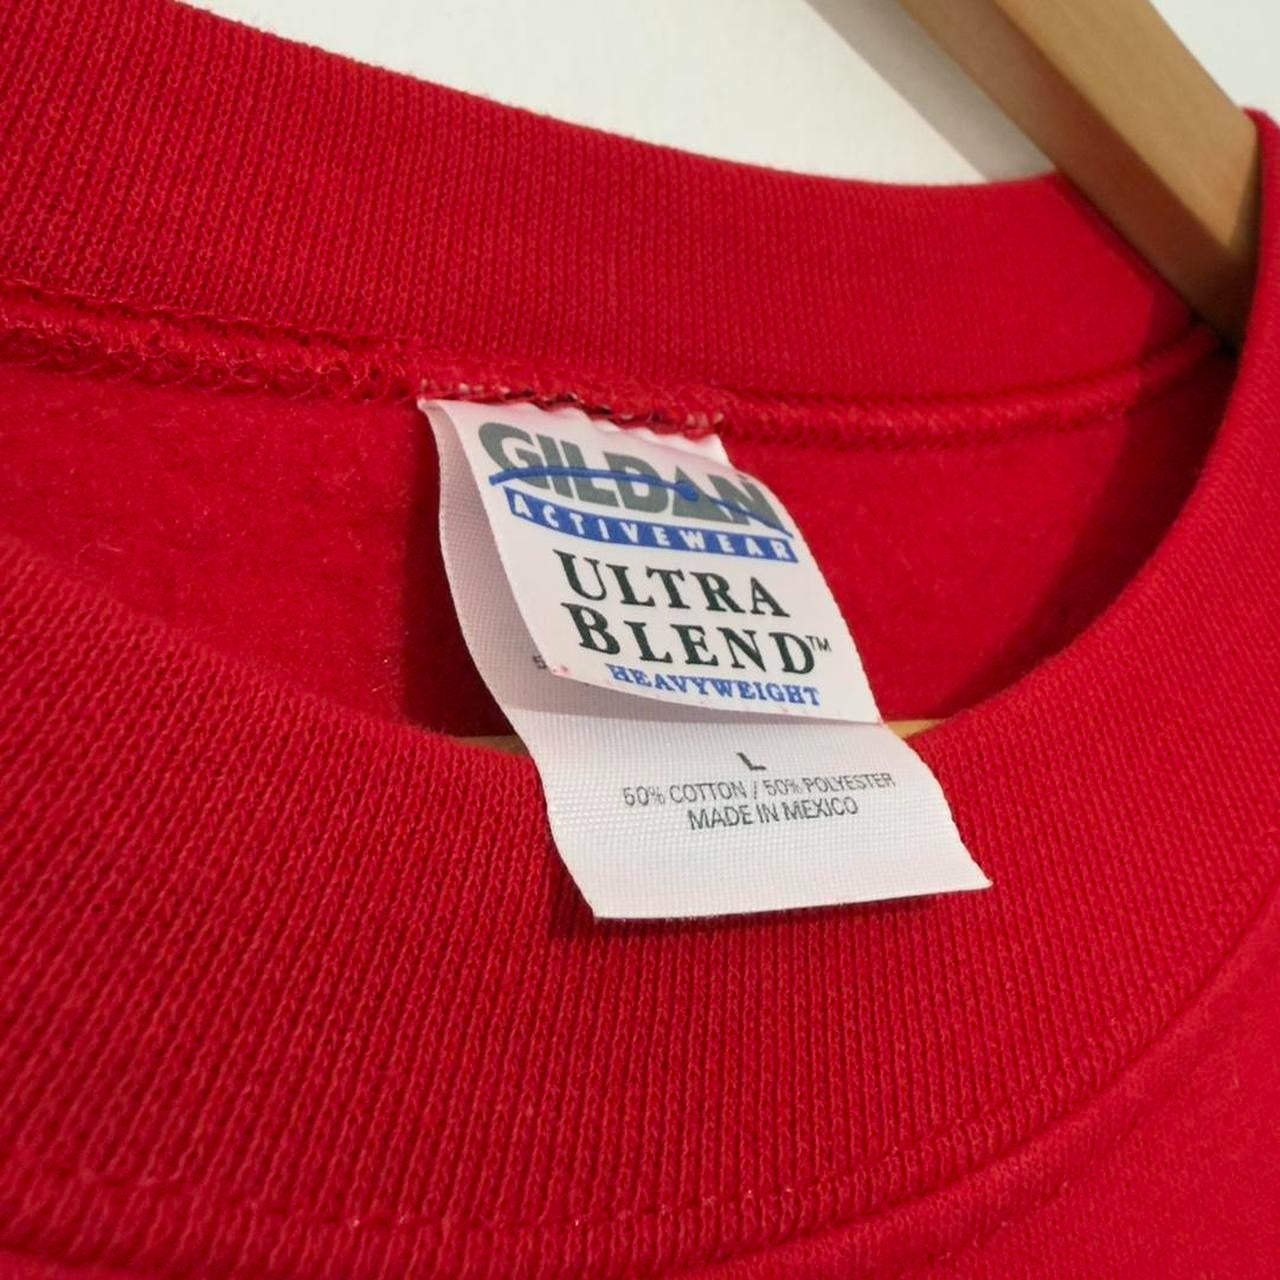 GILDAN
ACTIVEWEAR
ULTRA
BLEND™
HEAVYWEIGHT
L
50% COTTON / 50% POLYESTER
MADE IN MEXICO